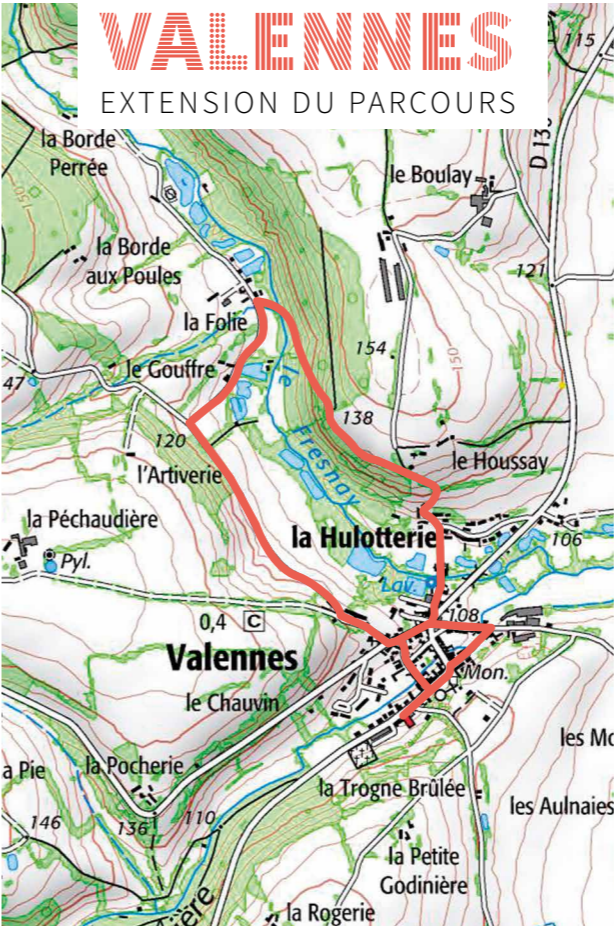 VALENNES
EXTENSION DU PARCOURS
115
la Borde
Perrée
150
D 13
le Boulay
la Borde
aux Poules
121
la Folie
le
le Gouffre
154
150
47
138
120
Fresnay
l'Artiverie
le Houssay
la Péchaudière
la Hulotterie
106
Pyl.
Lav.
0,4 C
108
Valennes
Mon.
le Chauvin
les Mo
a Pie
la Pocherie
la Trogne Brûlée
les Aulnaies
146
136
110
la Petite
Godinière
ière
la Rogerie